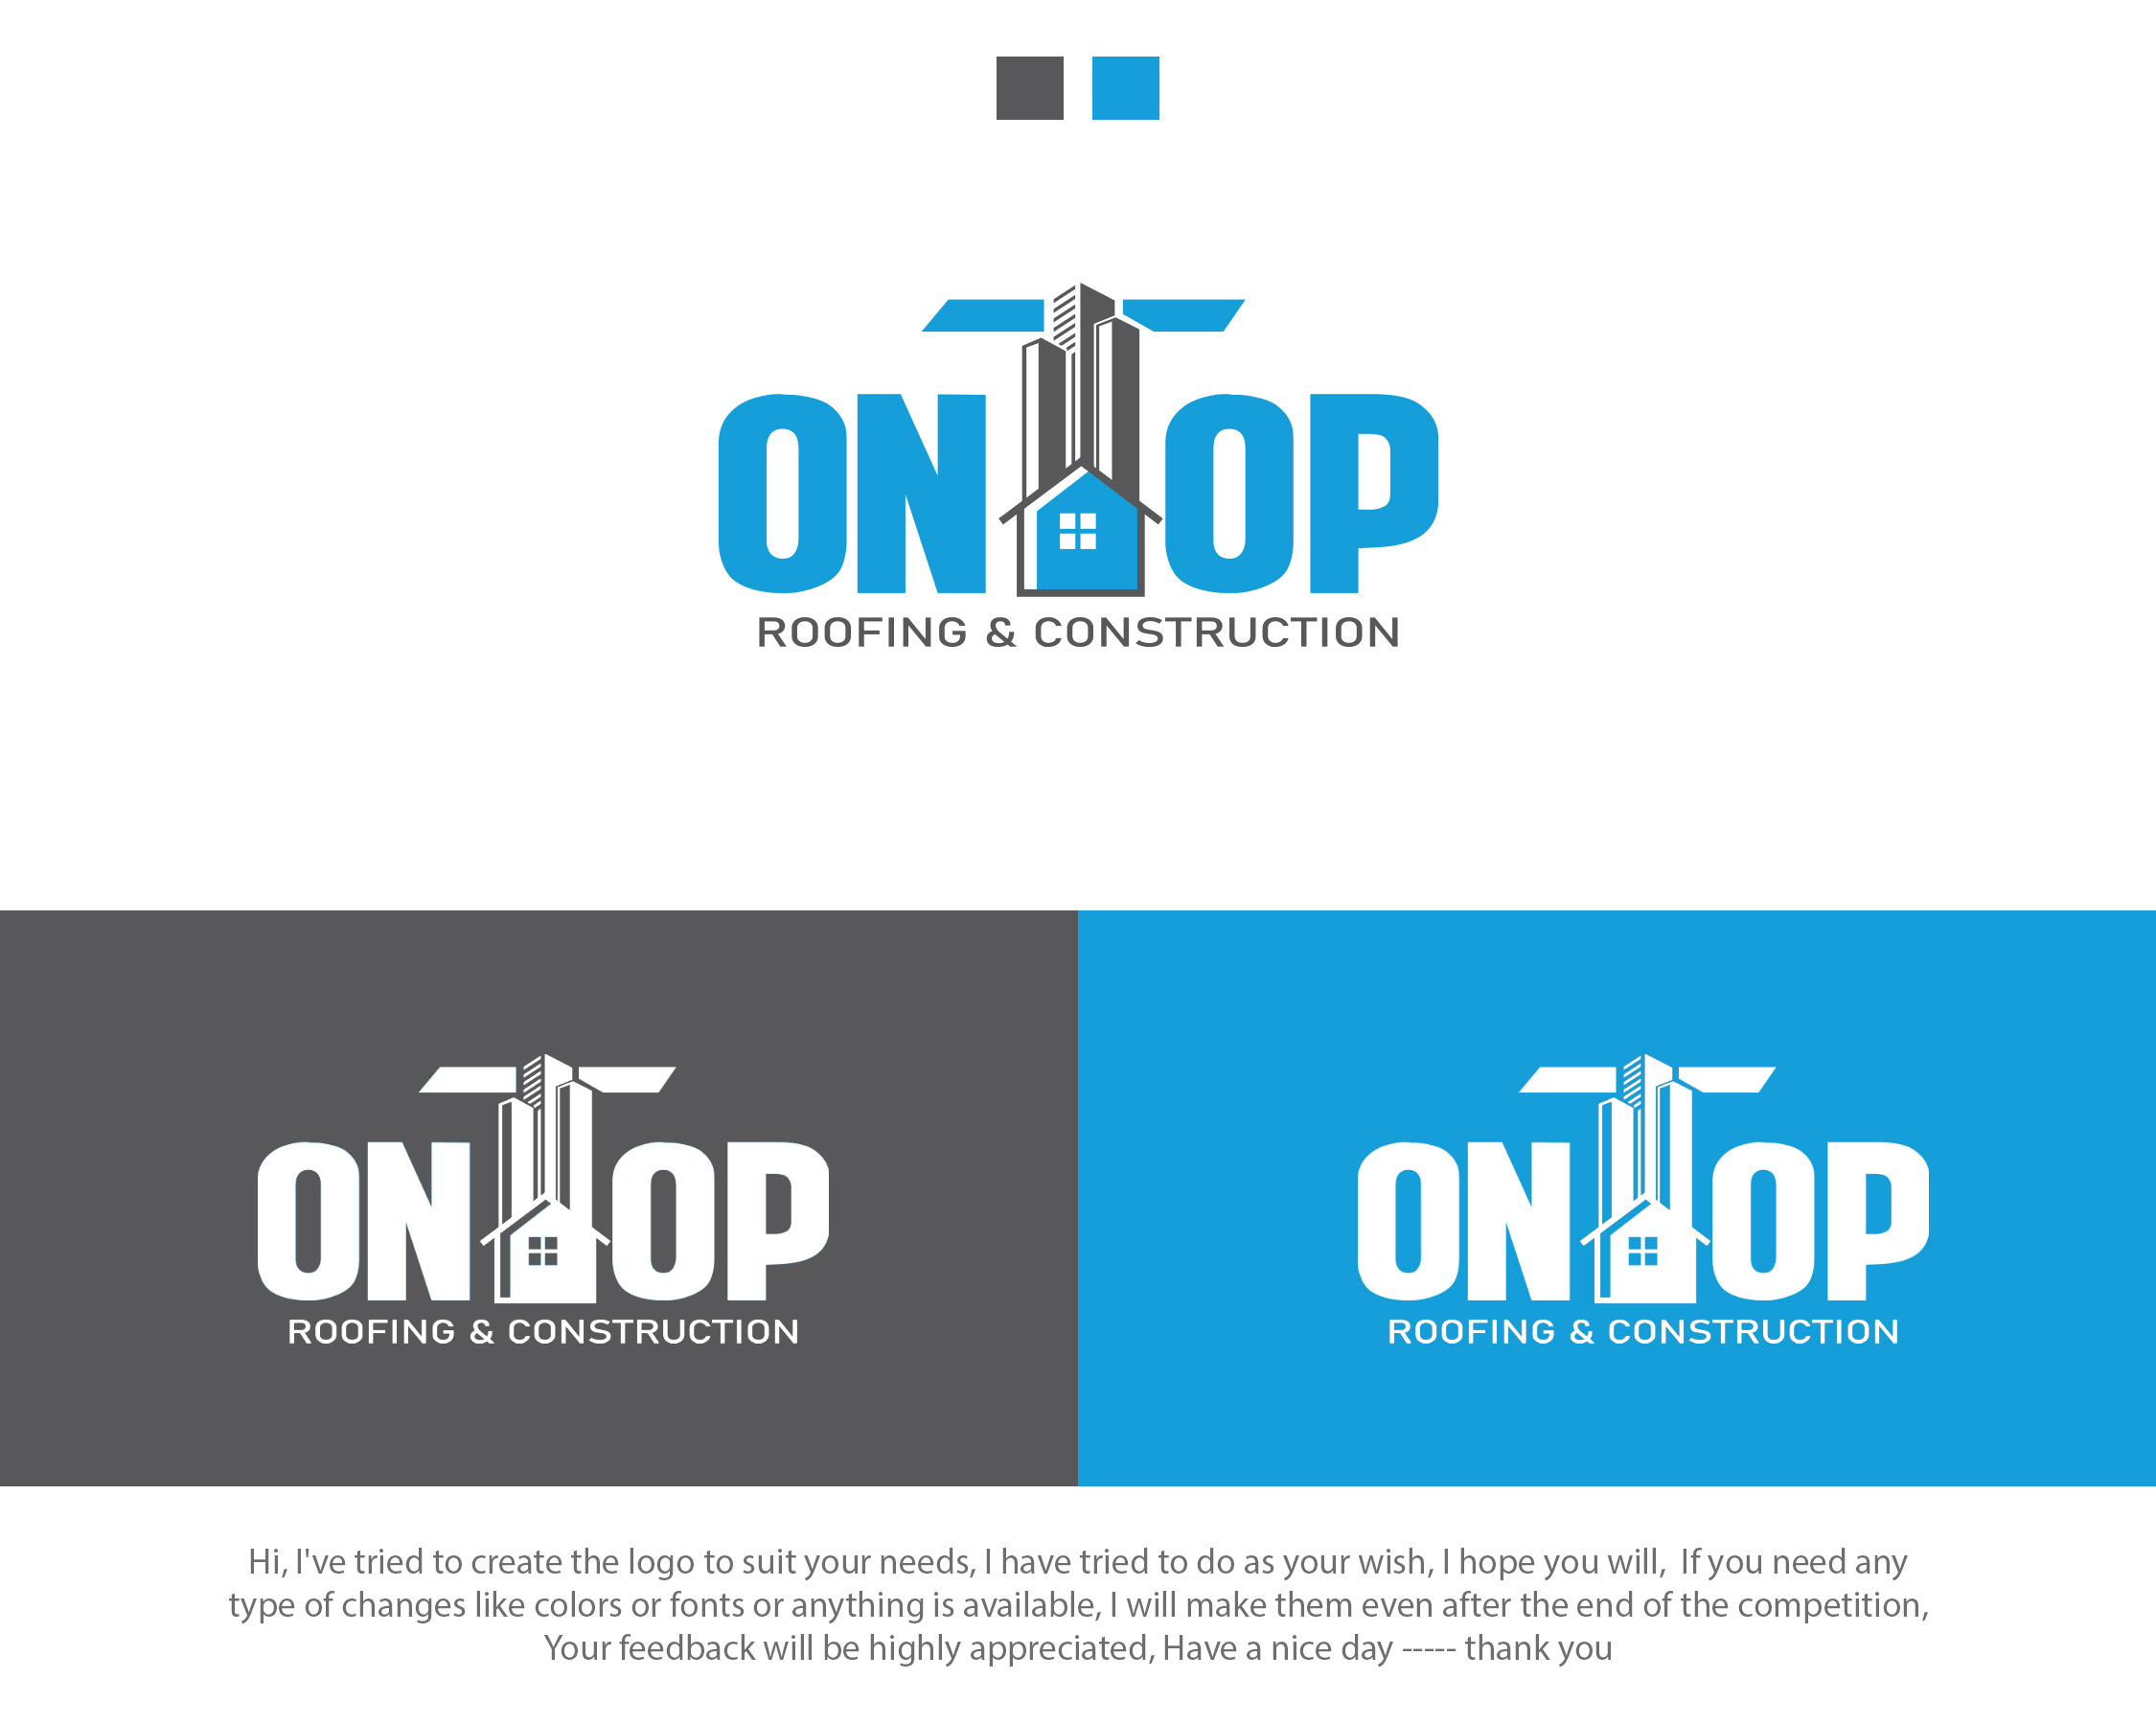 ONTOP
ROOFING & CONSTRUCTION
ONTOP
ROOFING & CONSTRUCTION
ONTOP
ROOFING & CONSTRUCTION
Hi, I've tried to create the logo to suit your needs, I have tried to do as your wish, I hope you will, If you need any
type of changes like colors or fonts or anything is available, I will make them even after the end of the competition,
Your feedback will be highly appreciated, Have a nice day ----- thank you